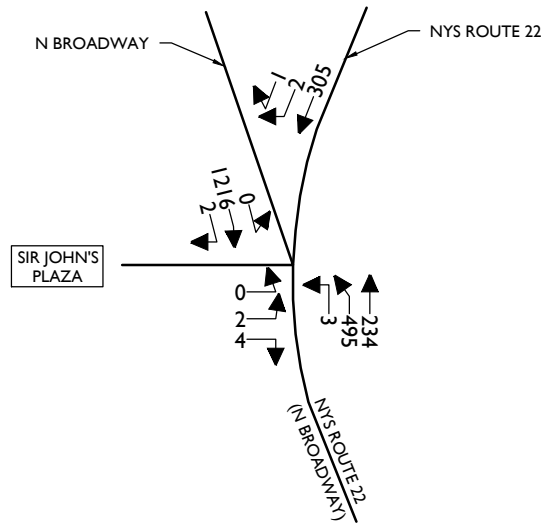 N BROADWAY
NYS ROUTE 22
1
2
305
0
1216
2
SIR JOHN'S
PLAZA
0
2
4
3
495
234
NYS ROUTE 22
(N BROADWAY)